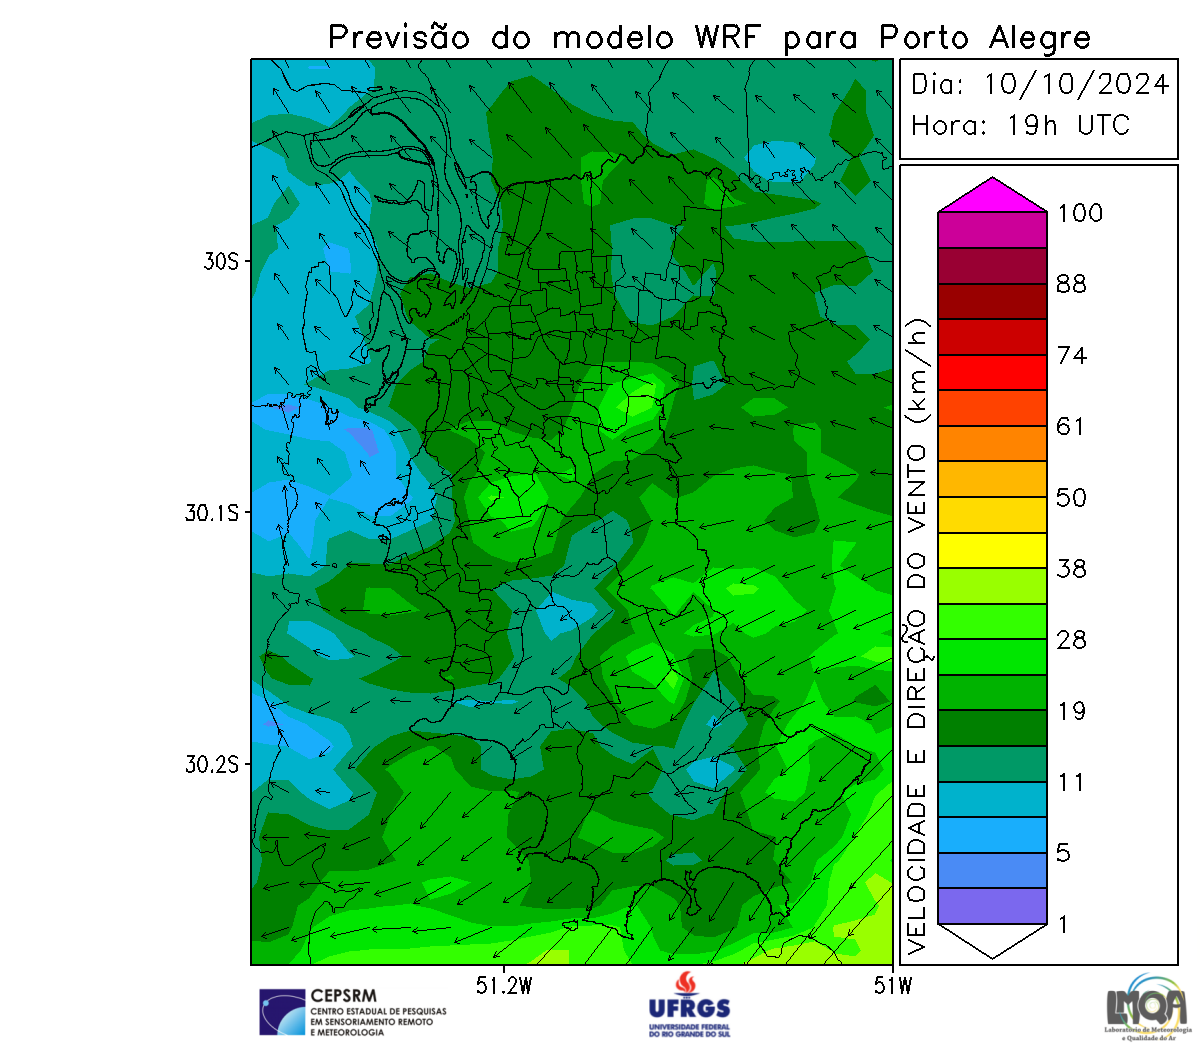 Previsão do modelo WRF para Porto Alegre
Dia: 10/10/2024
Hora: 19h UTC
30S
30.1S
30.2S
51.2W
51W
VELOCIDADE E DIREÇÃO DO VENTO (km/h)
100
88
74
61
50
38
28
19
11
5
1
CEPSRM
CENTRO ESTADUAL DE PESQUISAS
EM SENSORIAMENTO REMOTO
E METEOROLOGIA
UFRGS
UNIVERSIDADE FEDERAL
DO RIO GRANDE DO SUL
LMQA
Laboratório de Meteorologia
e Qualidade do Ar